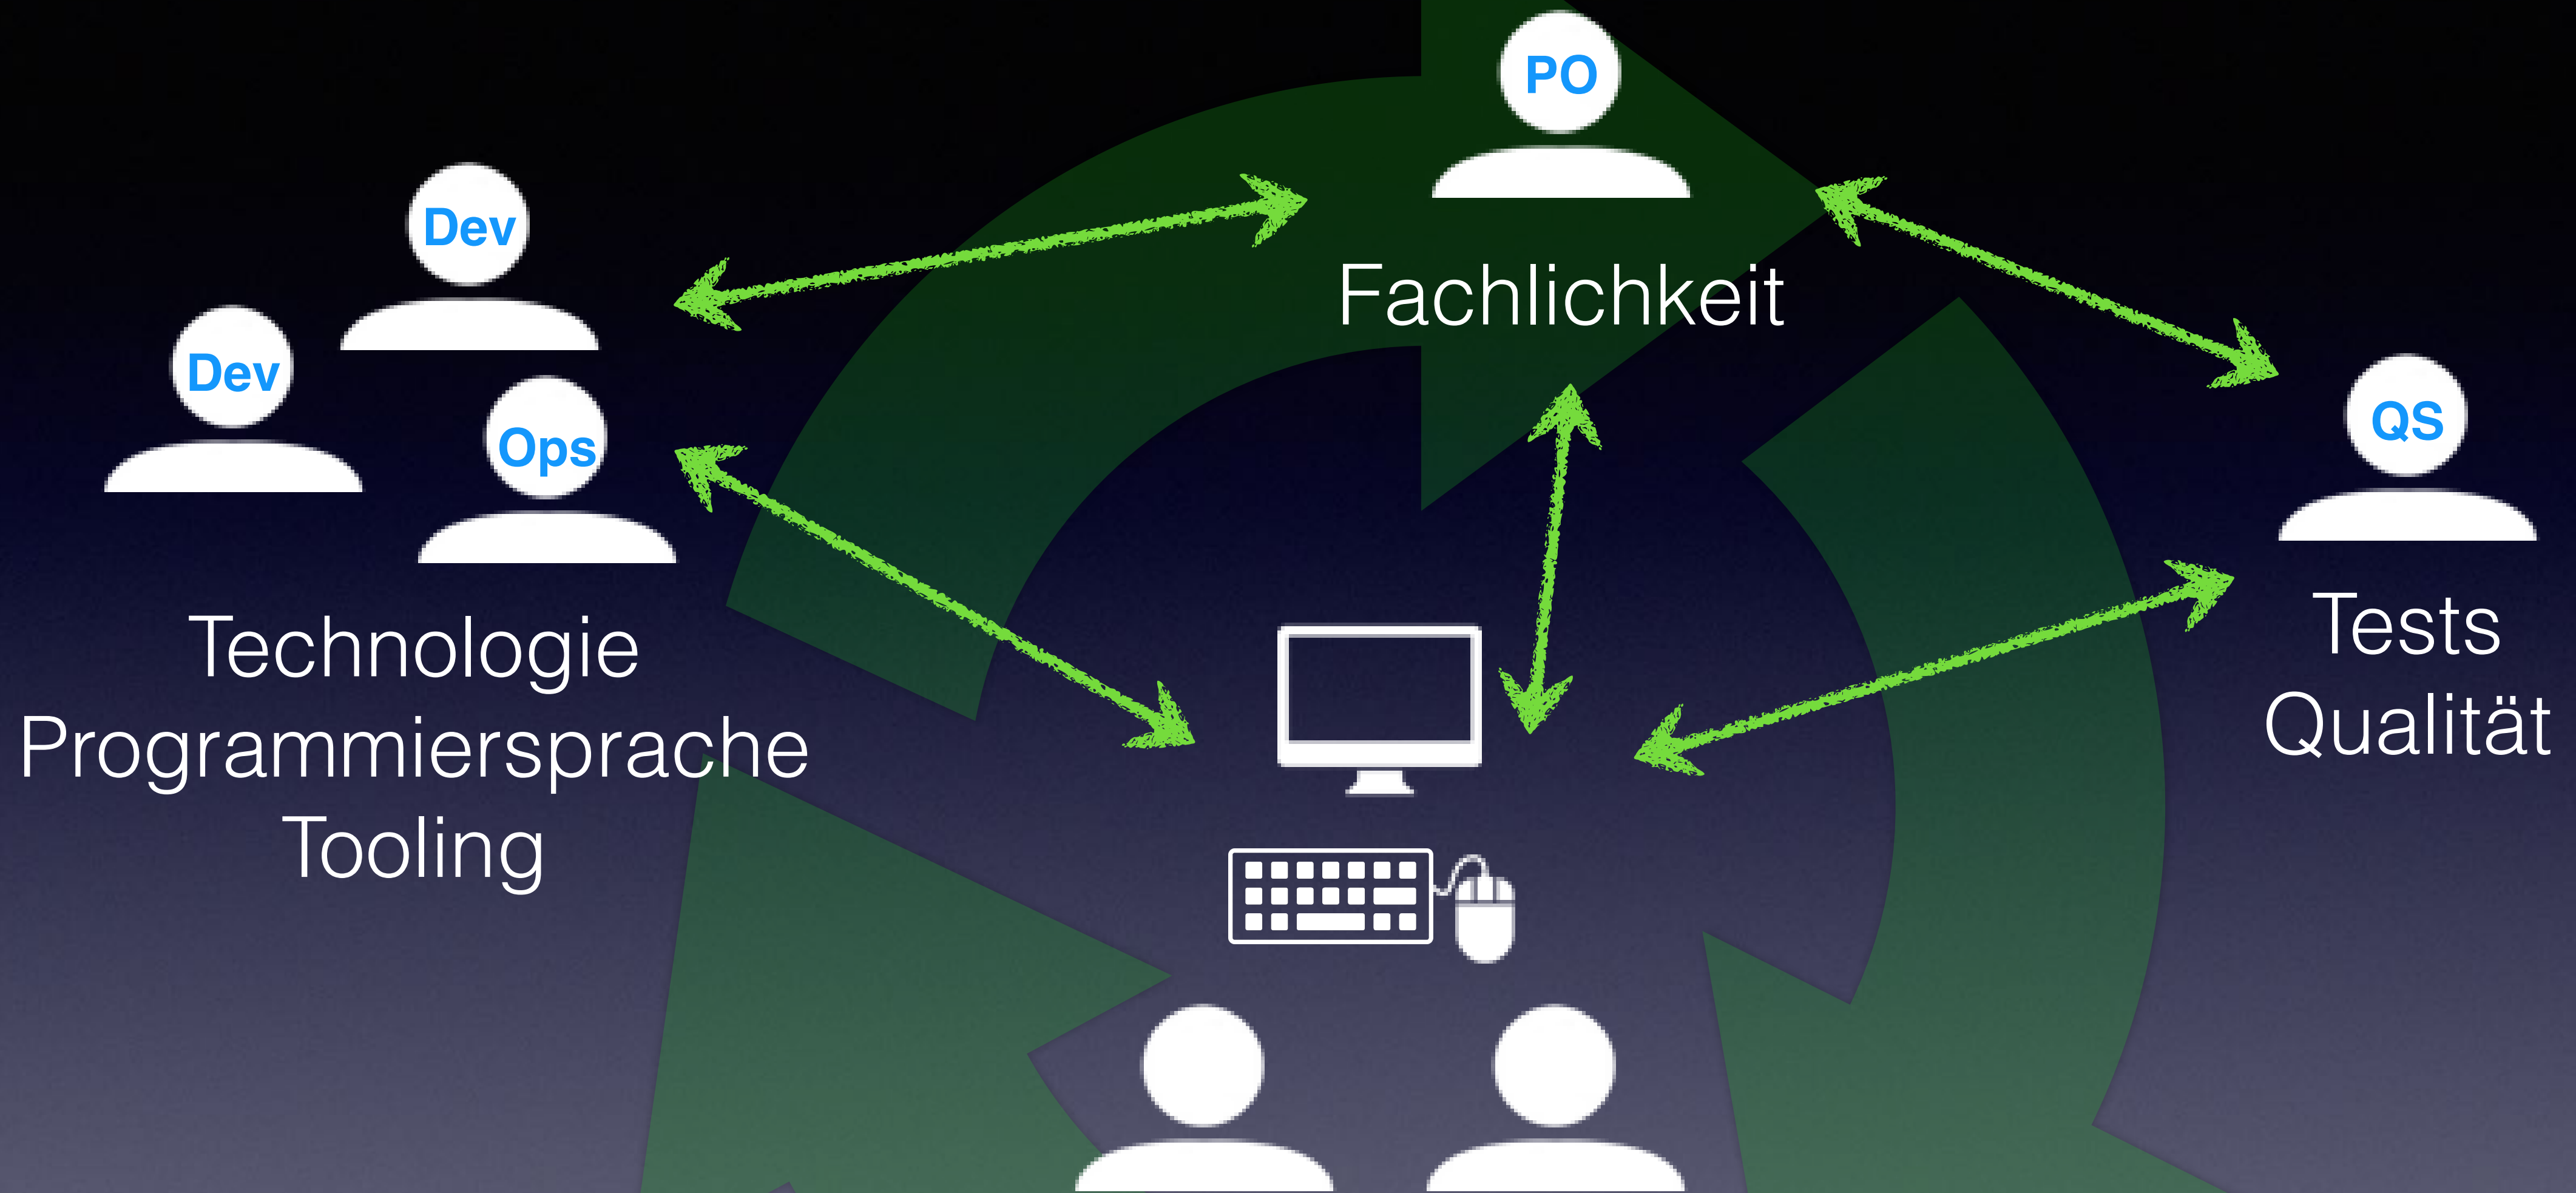 PO
Fachlichkeit
Dev
Dev
Ops
Technologie
Programmiersprache
Tooling
QS
Tests
Qualität